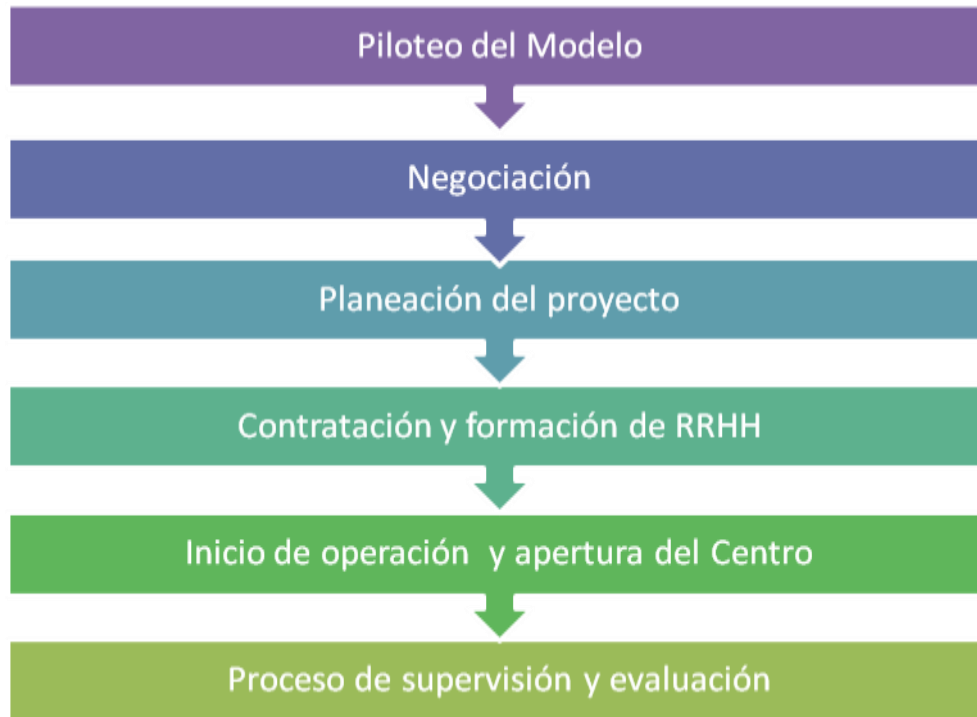 Piloteo del Modelo
Negociación
Planeación del proyecto
Contratación y formación de RRHH
Inicio de operación  y apertura del Centro
Proceso de supervisión y evaluación